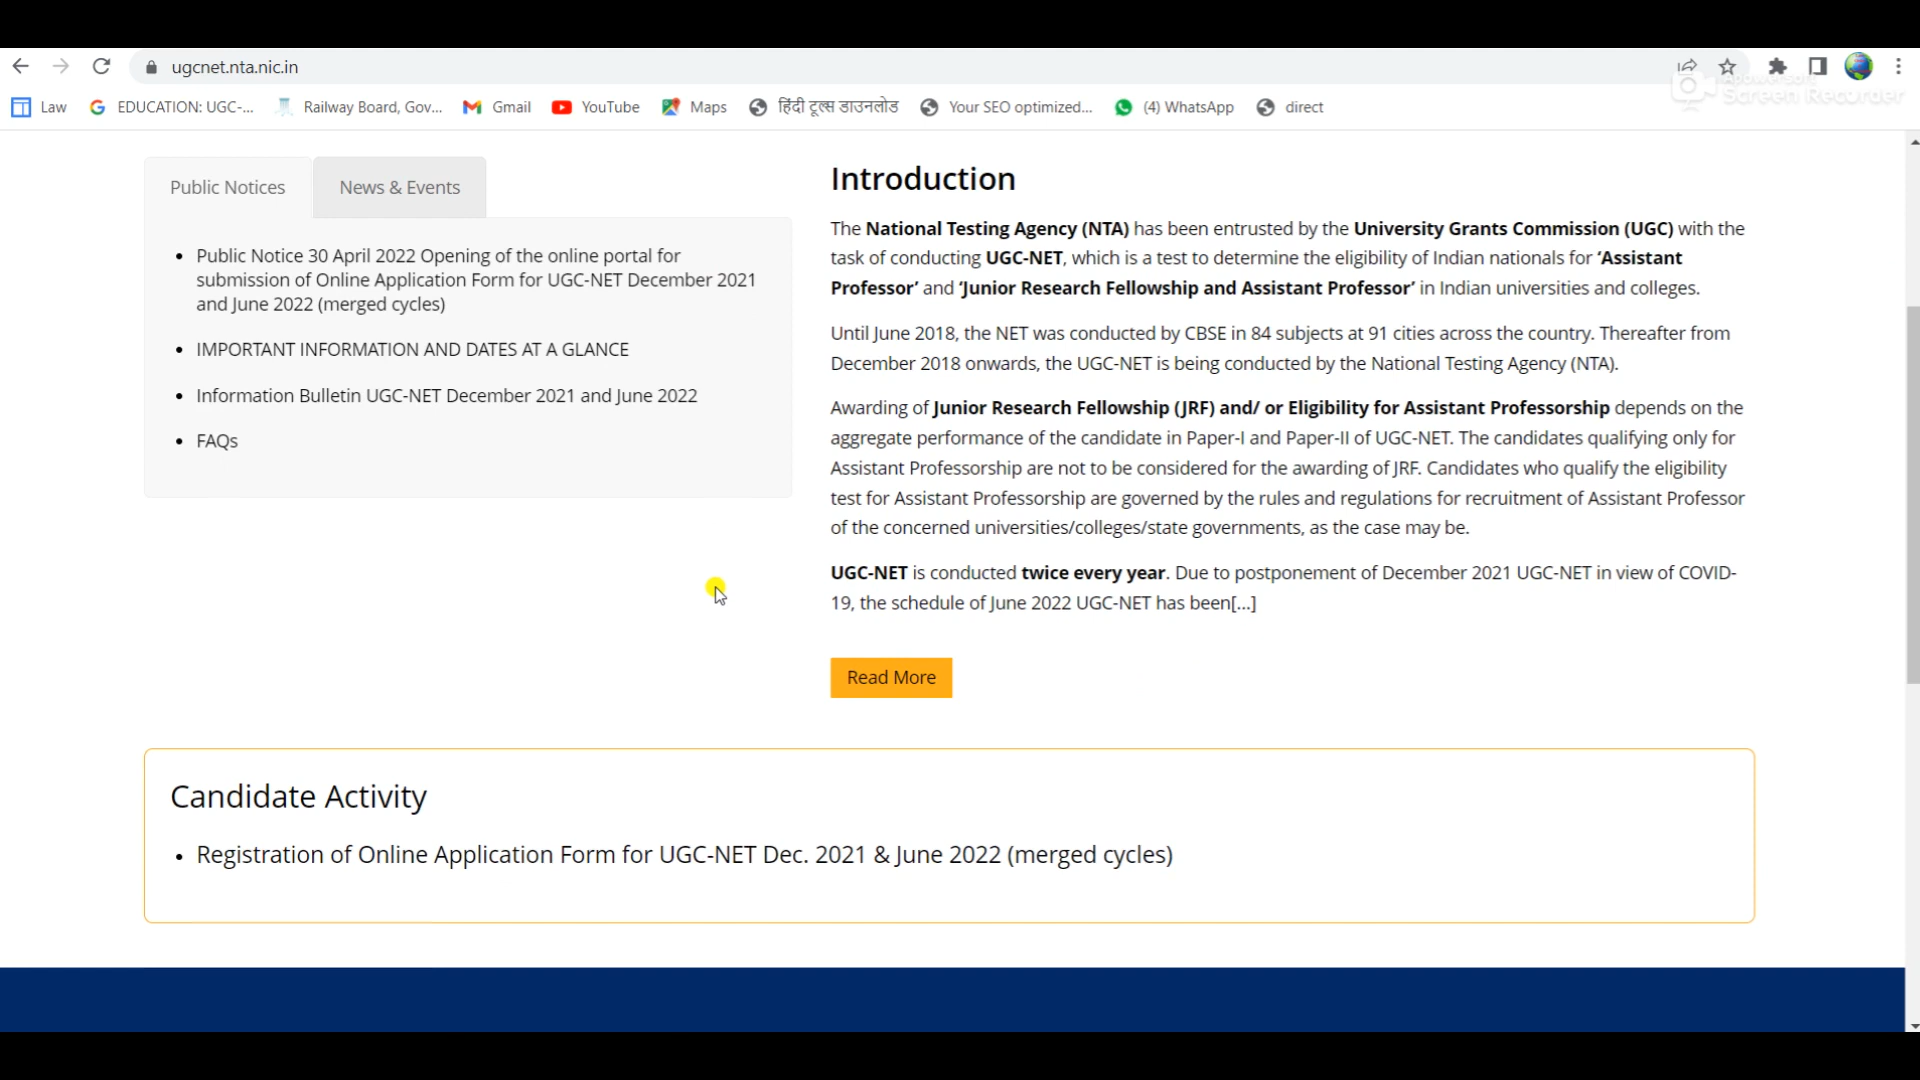 ugcnet.nta.nic.in
Apowersoft
Screen Recorder
Law EDUCATION: UGC-... Railway Board, Gov... Gmail YouTube Maps हिंदी टूल्स डाउनलोड Your SEO optimized... (4) WhatsApp direct
Public Notices News & Events
Public Notice 30 April 2022 Opening of the online portal for
submission of Online Application Form for UGC-NET December 2021
and June 2022 (merged cycles)
IMPORTANT INFORMATION AND DATES AT A GLANCE
Information Bulletin UGC-NET December 2021 and June 2022
FAQs
Introduction
The National Testing Agency (NTA) has been entrusted by the University Grants Commission (UGC) with the
task of conducting UGC-NET, which is a test to determine the eligibility of Indian nationals for ‘Assistant
Professor’ and ‘Junior Research Fellowship and Assistant Professor’ in Indian universities and colleges.
Until June 2018, the NET was conducted by CBSE in 84 subjects at 91 cities across the country. Thereafter from
December 2018 onwards, the UGC-NET is being conducted by the National Testing Agency (NTA).
Awarding of Junior Research Fellowship (JRF) and/ or Eligibility for Assistant Professorship depends on the
aggregate performance of the candidate in Paper-I and Paper-II of UGC-NET. The candidates qualifying only for
Assistant Professorship are not to be considered for the awarding of JRF. Candidates who qualify the eligibility
test for Assistant Professorship are governed by the rules and regulations for recruitment of Assistant Professor
of the concerned universities/colleges/state governments, as the case may be.
UGC-NET is conducted twice every year. Due to postponement of December 2021 UGC-NET in view of COVID-
19, the schedule of June 2022 UGC-NET has been[...]
Read More
Candidate Activity
Registration of Online Application Form for UGC-NET Dec. 2021 & June 2022 (merged cycles)